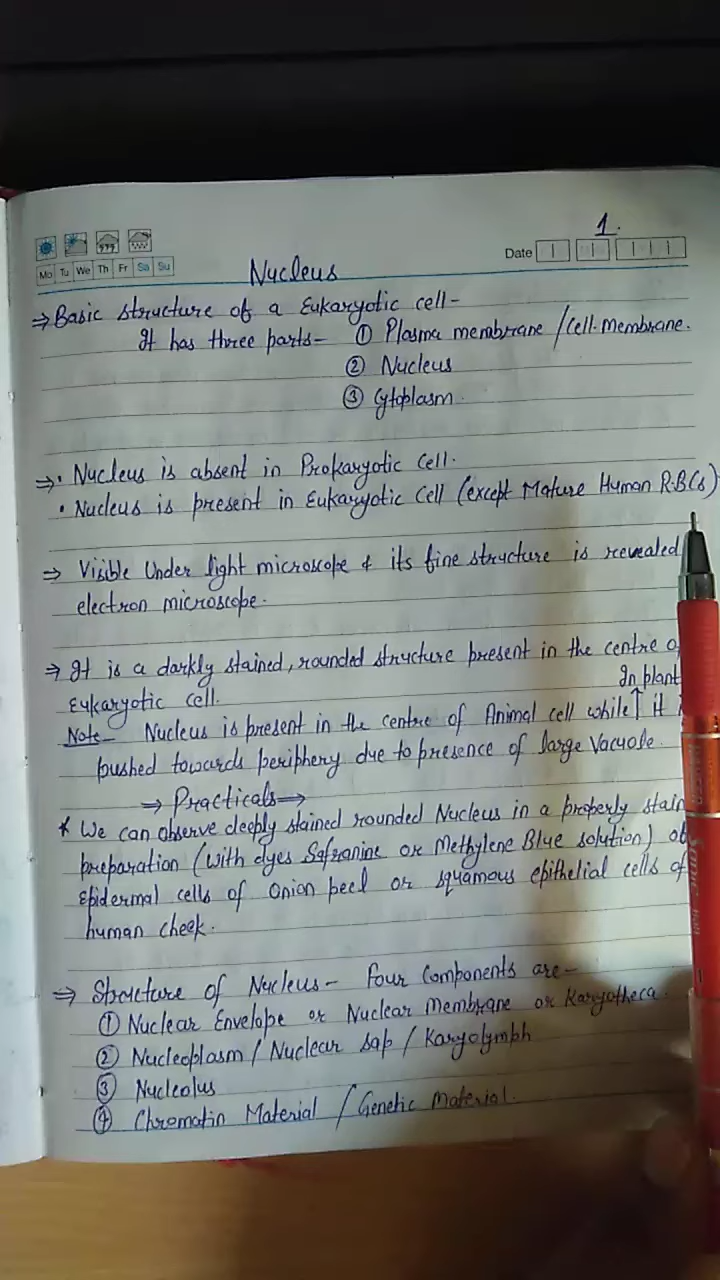 1.
Date
Mo Tu We Th Fr Sa Su
Nucleus
⇒ Basic structure of a Eukaryotic cell-
It has three parts- ① Plasma membrane / Cell-Membrane.
② Nucleus
③ Cytoplasm.
⇒ • Nucleus is absent in Prokaryotic Cell.
• Nucleus is present in Eukaryotic Cell (except Mature Human R.B.Cs)
⇒ Visible Under light microscope & its fine structure is revealed
electron microscope.
⇒ It is a darkly stained, rounded structure present in the centre
Eukaryotic cell.
In plant
Note- Nucleus is present in the centre of Animal cell while ↑ it
pushed towards periphery due to presence of large Vacuole.
⇒ Practicals ⇒
* We can observe deeply stained rounded Nucleus in a properly stain
preparation (with dyes Safranine or Methylene Blue solution)
Epidermal cells of Onion peel or squamous epithelial cells of
human cheek.
⇒ Structure of Nucleus- Four Components are-
① Nuclear Envelope or Nuclear Membrane or Karyotheca.
② Nucleoplasm / Nuclear Sap / Karyolymph
③ Nucleolus
④ Chromatin Material / Genetic Material.